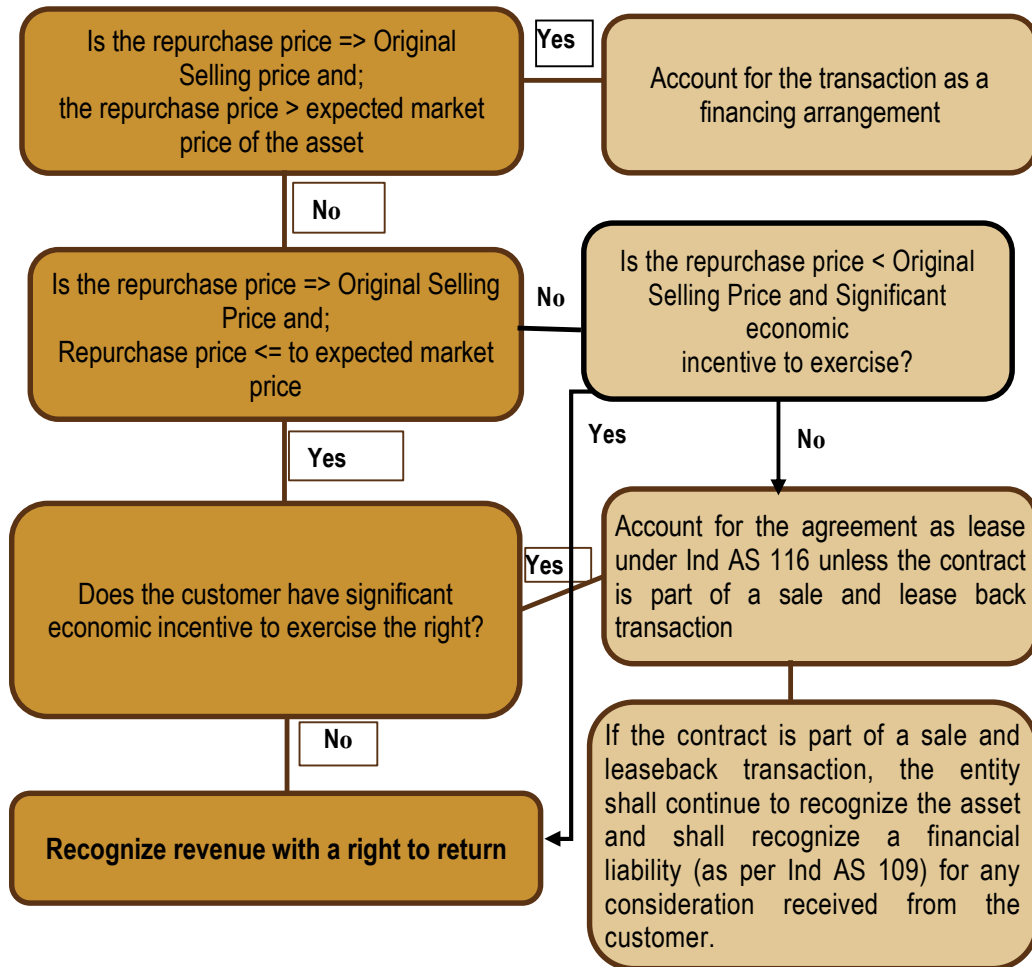 Is the repurchase price => Original
Selling price and;
the repurchase price > expected market
price of the asset
Yes
Account for the transaction as a
financing arrangement
No
Is the repurchase price => Original Selling
Price and;
Repurchase price <= to expected market
price
No
Is the repurchase price < Original
Selling Price and Significant
economic
incentive to exercise?
Yes
Yes
No
Does the customer have significant
economic incentive to exercise the right?
Yes
Account for the agreement as lease
under Ind AS 116 unless the contract
is part of a sale and lease back
transaction
No
Recognize revenue with a right to return
If the contract is part of a sale and
leaseback transaction, the entity
shall continue to recognize the asset
and shall recognize a financial
liability (as per Ind AS 109) for any
consideration received from the
customer.